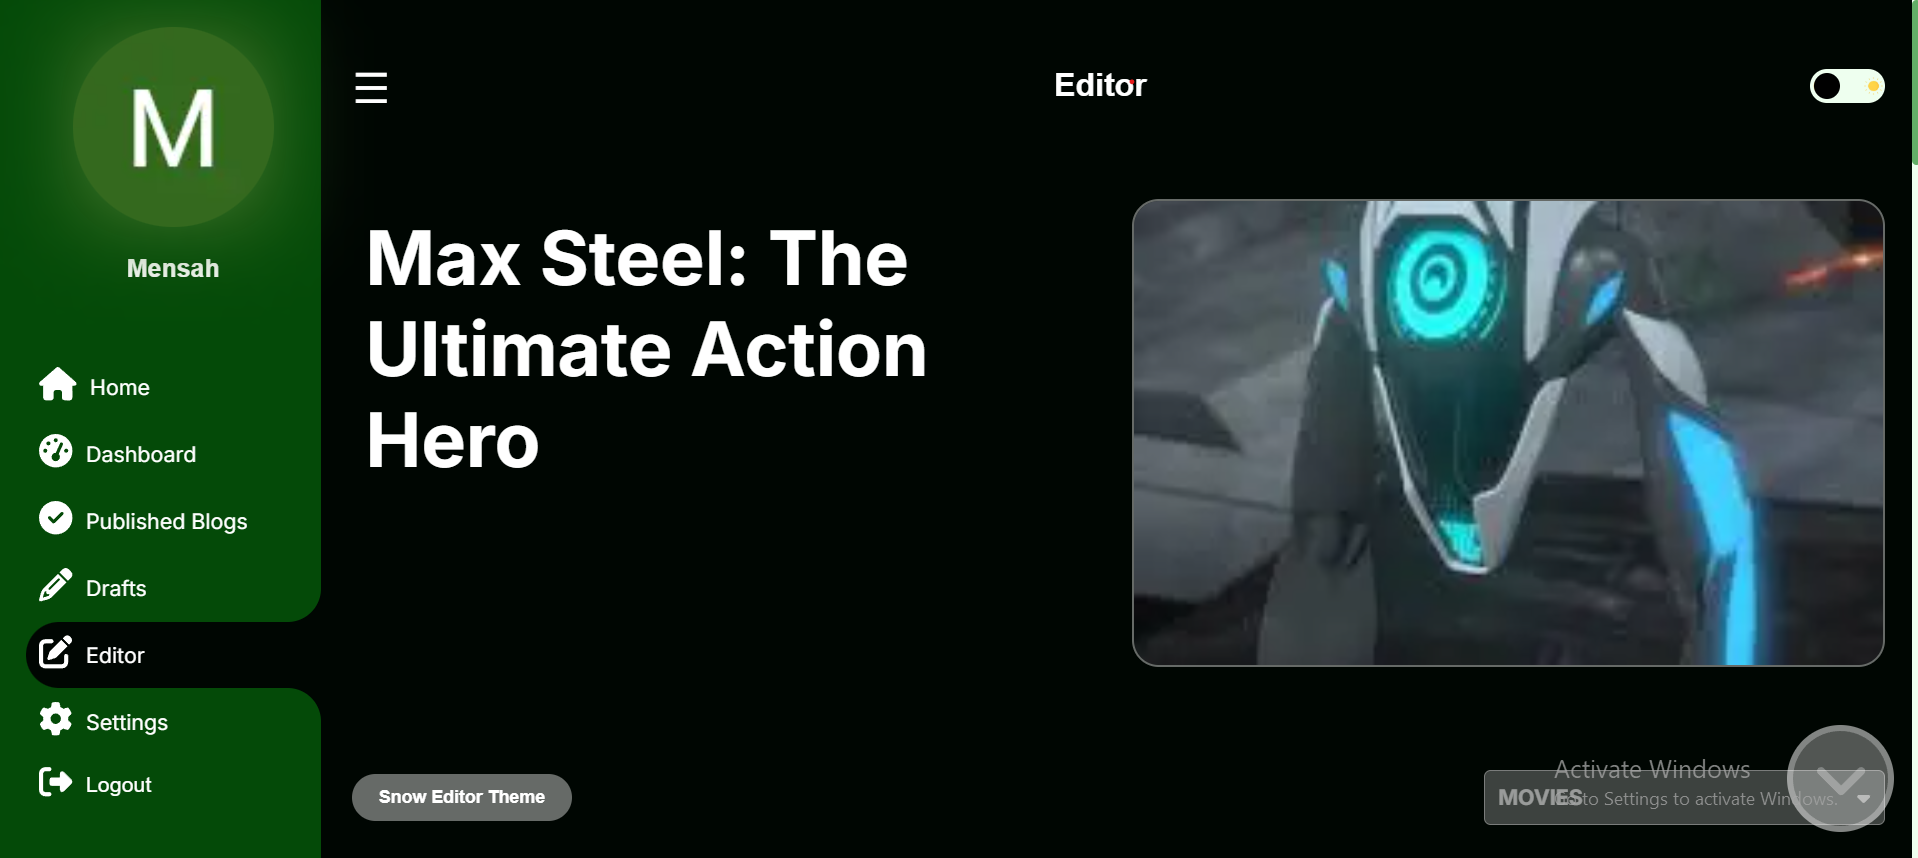 M
Mensah
Home
Dashboard
Published Blogs
Drafts
Editor
Settings
Logout
Editor
Max Steel: The
Ultimate Action
Hero
Snow Editor Theme
Activate Windows
MOVIES
to Settings to activate Windows.